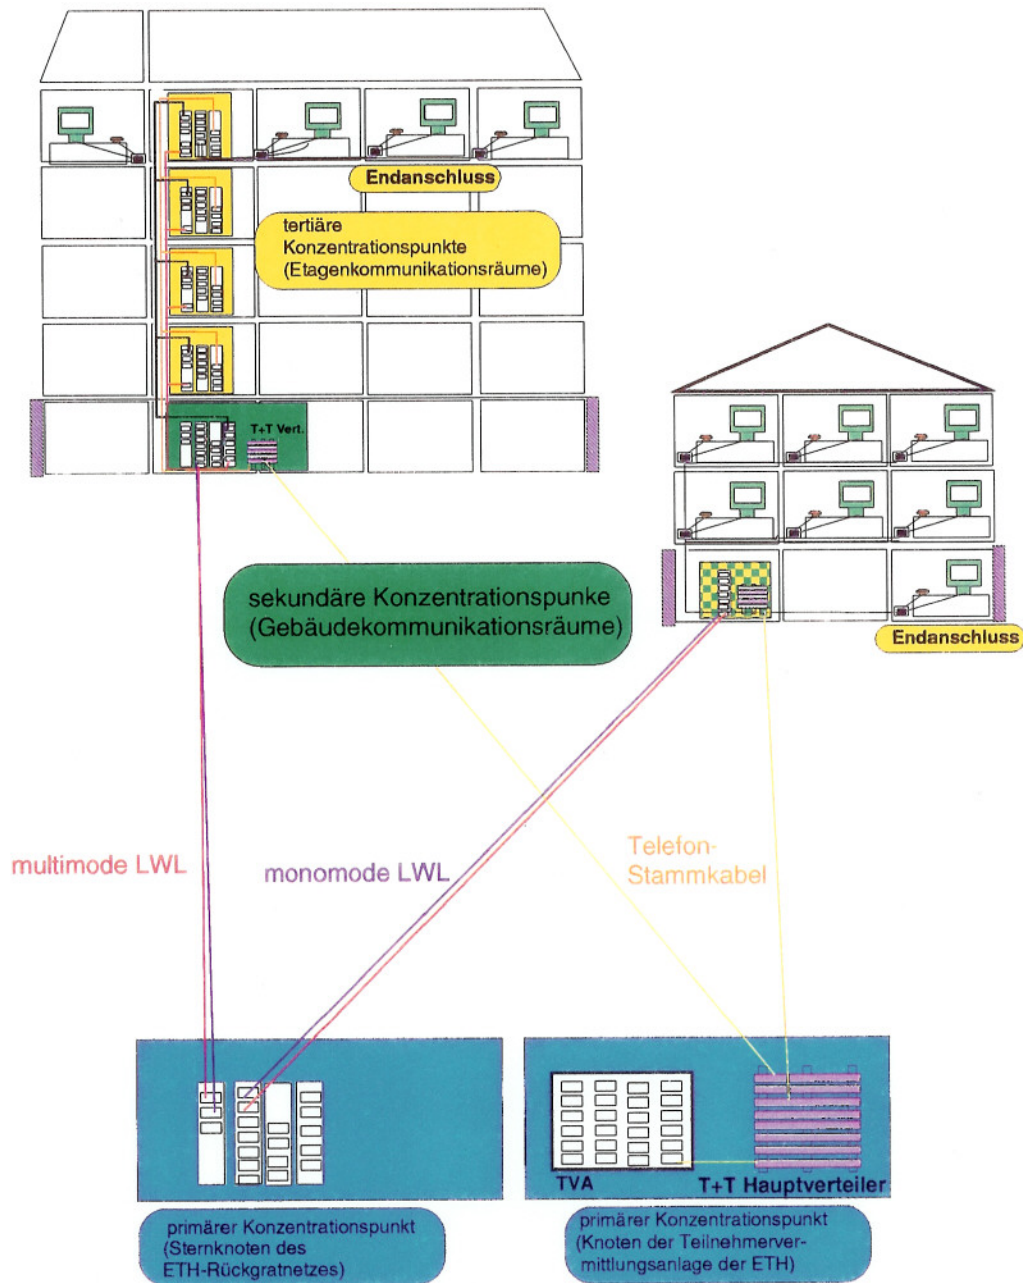 Endanschluss
tertiäre
Konzentrationspunkte
(Etagenkommunikationsräume)
T+T Vert.
sekundäre Konzentrationspunke
(Gebäudekommunikationsräume)
Endanschluss
multimode LWL
monomode LWL
Telefon-
Stammkabel
TVA
T+T Hauptverteiler
primärer Konzentrationspunkt
(Sternknoten des
ETH-Rückgratnetzes)
primärer Konzentrationspunkt
(Knoten der Teilnehmerver-
mittlungsanlage der ETH)